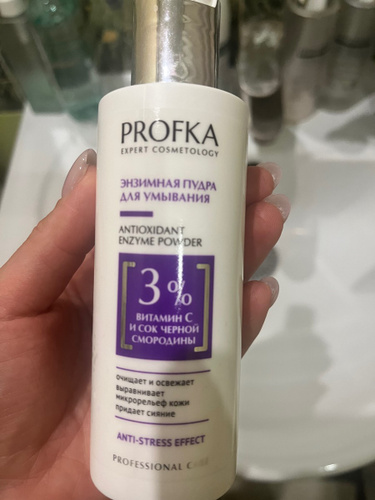 PROFKA
EXPERT COSMETOLOGY
ЭНЗИМНАЯ ПУДРА
ДЛЯ УМЫВАНИЯ
ANTIOXIDANT
ENZYME POWDER
3%
ВИТАМИН С
И СОК ЧЕРНОЙ
СМОРОДИНЫ
очищает и освежает
выравнивает
микрорельеф кожи
придает сияние
ANTI-STRESS EFFECT
PROFESSIONAL CARE